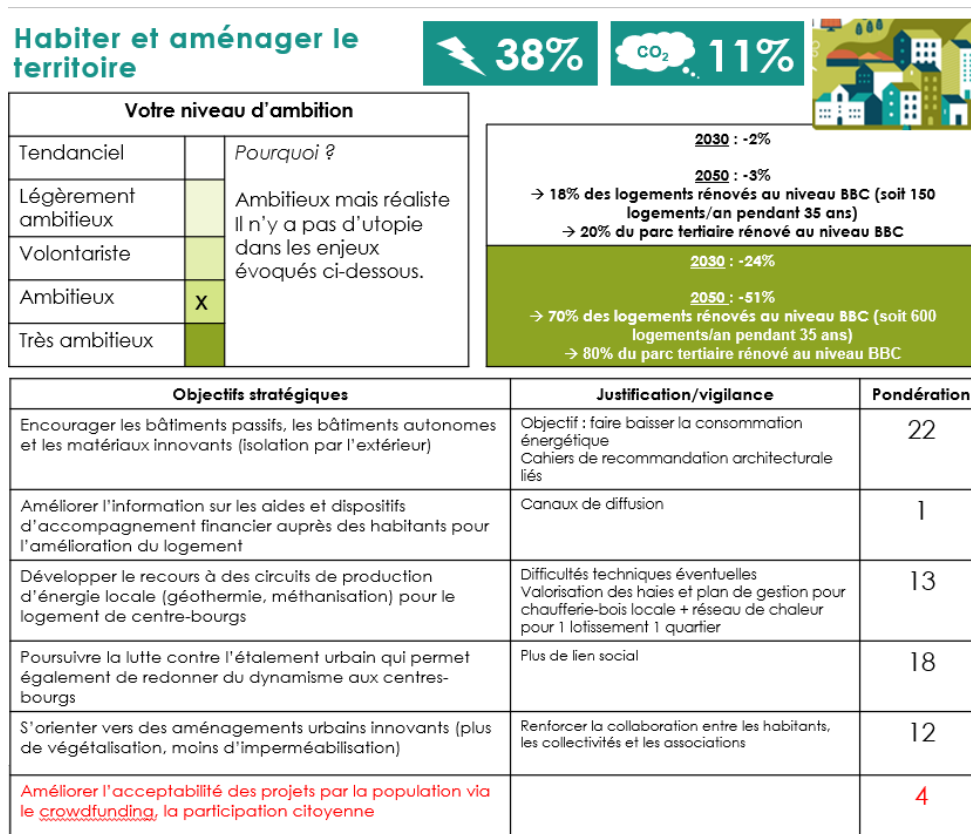 Habiter et aménager le
territoire
38%
CO2
11%
Votre niveau d'ambition
Tendanciel
Légèrement
ambitieux
Volontariste
Ambitieux
X
Très ambitieux
Pourquoi ?
Ambitieux mais réaliste
Il n'y a pas d'utopie
dans les enjeux
évoqués ci-dessous.
2030 : -2%
2050 : -3%
→ 18% des logements rénovés au niveau BBC (soit 150
logements/an pendant 35 ans)
→ 20% du parc tertiaire rénové au niveau BBC
2030 : -24%
2050 : -51%
→ 70% des logements rénovés au niveau BBC (soit 600
logements/an pendant 35 ans)
→ 80% du parc tertiaire rénové au niveau BBC
Objectifs stratégiques
Justification/vigilance
Pondération
Encourager les bâtiments passifs, les bâtiments autonomes
et les matériaux innovants (isolation par l'extérieur)
Objectif : faire baisser la consommation
énergétique
Cahiers de recommandation architecturale
liés
22
Améliorer l'information sur les aides et dispositifs
d'accompagnement financier auprès des habitants pour
l'amélioration du logement
Canaux de diffusion
1
Développer le recours à des circuits de production
d'énergie locale (géothermie, méthanisation) pour le
logement de centre-bourgs
Difficultés techniques éventuelles
Valorisation des haies et plan de gestion pour
chaufferie-bois locale + réseau de chaleur
pour 1 lotissement 1 quartier
13
Poursuivre la lutte contre l'étalement urbain qui permet
également de redonner du dynamisme aux centres-
bourgs
Plus de lien social
18
S'orienter vers des aménagements urbains innovants (plus
de végétalisation, moins d'imperméabilisation)
Renforcer la collaboration entre les habitants,
les collectivités et les associations
12
Améliorer l'acceptabilité des projets par la population via
le crowdfunding, la participation citoyenne
4